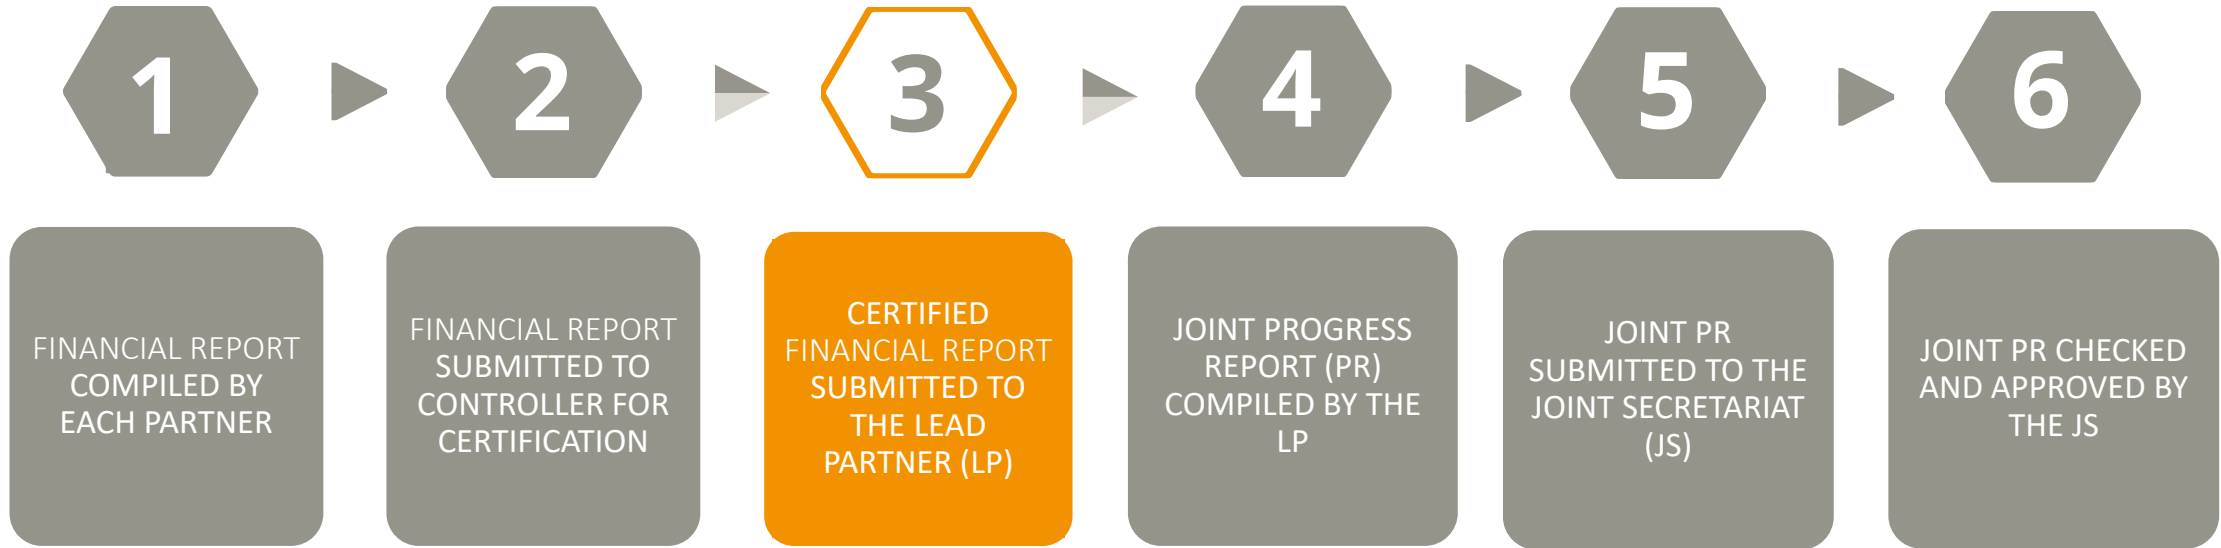 1
2
3
4
5
6
FINANCIAL REPORT
COMPILED BY
EACH PARTNER
FINANCIAL REPORT
SUBMITTED TO
CONTROLLER FOR
CERTIFICATION
CERTIFIED
FINANCIAL REPORT
SUBMITTED TO
THE LEAD
PARTNER (LP)
JOINT PROGRESS
REPORT (PR)
COMPILED BY THE
LP
JOINT PR
SUBMITTED TO THE
JOINT SECRETARIAT
(JS)
JOINT PR CHECKED
AND APPROVED BY
THE JS